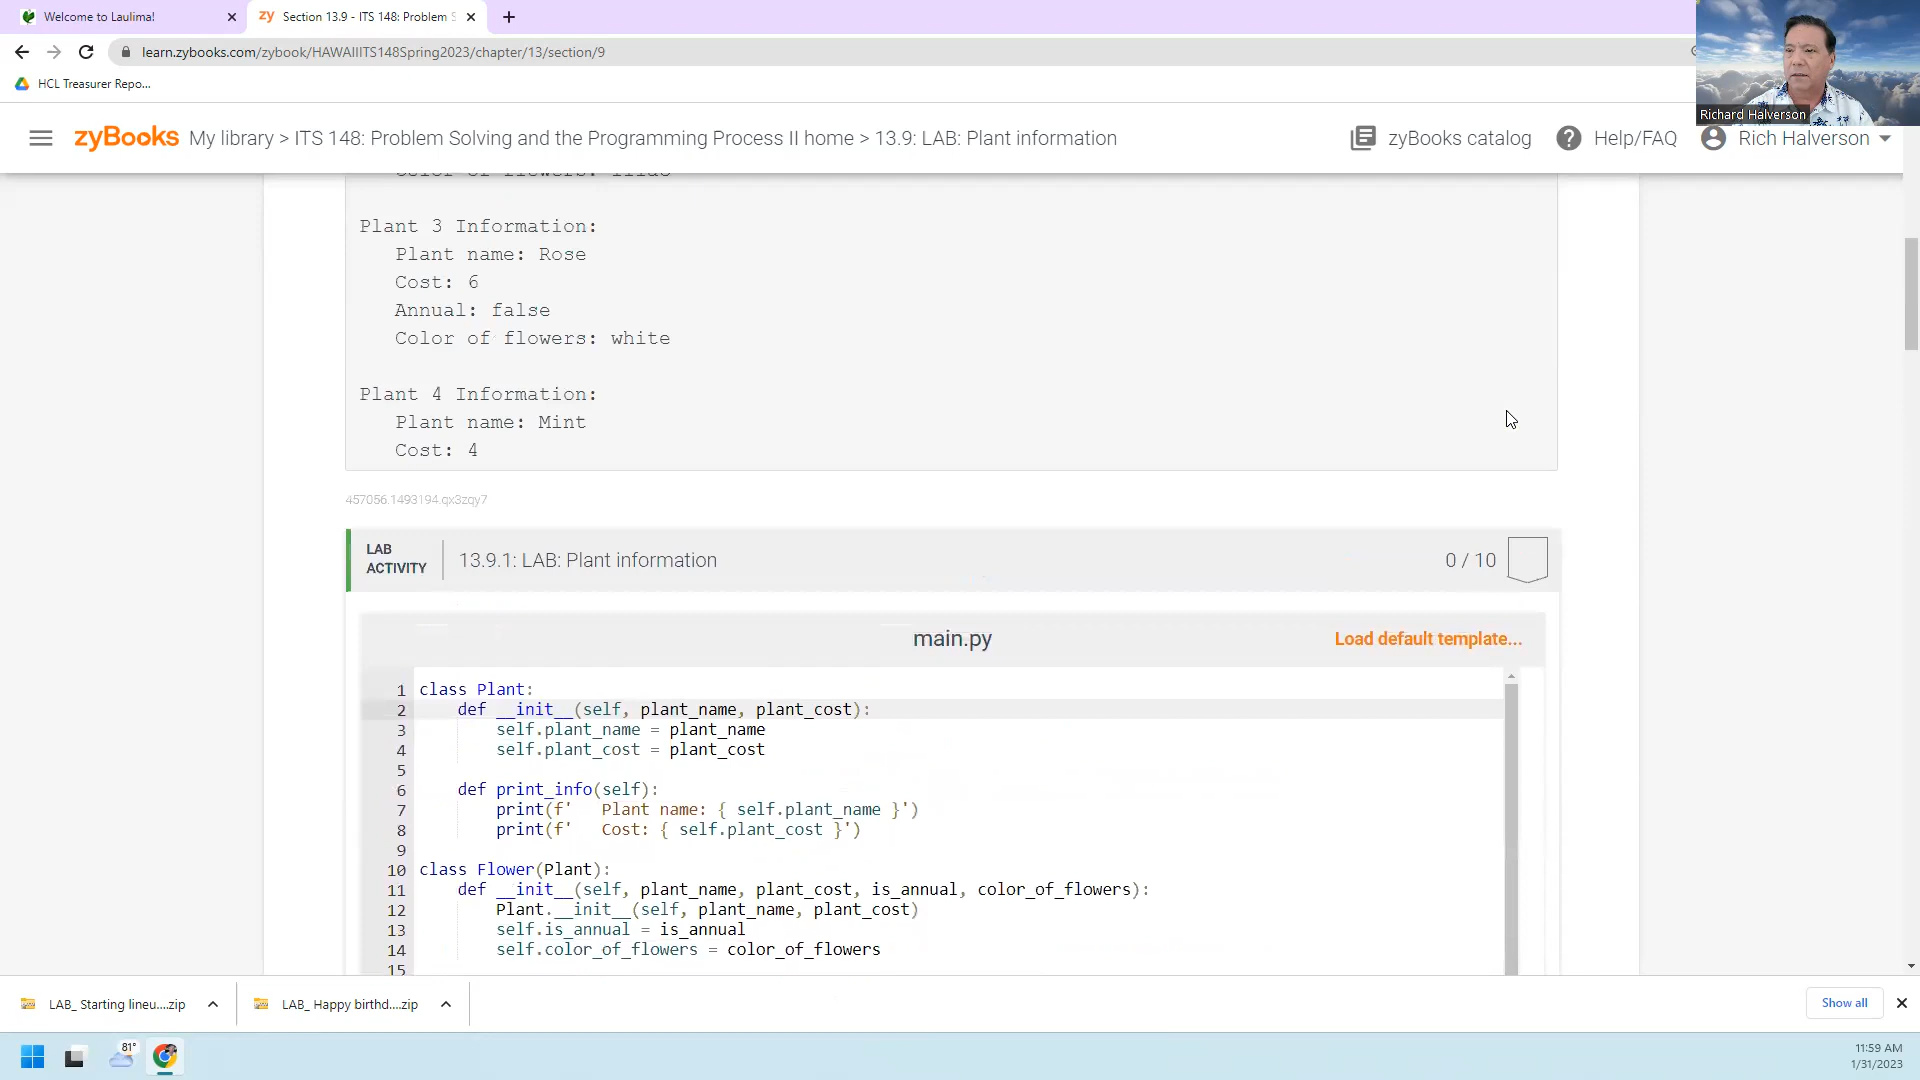 Welcome to Laulima!
zy Section 13.9 - ITS 148: Problem S
learn.zybooks.com/zybook/HAWAIIITS148Spring2023/chapter/13/section/9
HCL Treasurer Repo...
Richard Halverson
zyBooks My library > ITS 148: Problem Solving and the Programming Process II home > 13.9: LAB: Plant information
zyBooks catalog
Help/FAQ
Rich Halverson
Color of flowers: lilac
Plant 3 Information:
Plant name: Rose
Cost: 6
Annual: false
Color of flowers: white
Plant 4 Information:
Plant name: Mint
Cost: 4
457056.1493194.qx3zqy7
LAB
ACTIVITY
13.9.1: LAB: Plant information
0 / 10
main.py
Load default template...
1 class Plant:
2 def __init__(self, plant_name, plant_cost):
3 self.plant_name = plant_name
4 self.plant_cost = plant_cost
5
6 def print_info(self):
7 print(f'   Plant name: { self.plant_name }')
8 print(f'   Cost: { self.plant_cost }')
9
10 class Flower(Plant):
11 def __init__(self, plant_name, plant_cost, is_annual, color_of_flowers):
12 Plant.__init__(self, plant_name, plant_cost)
13 self.is_annual = is_annual
14 self.color_of_flowers = color_of_flowers
15
LAB_ Starting lineu....zip
LAB_ Happy birthd....zip
Show all
81°
11:59 AM
1/31/2023